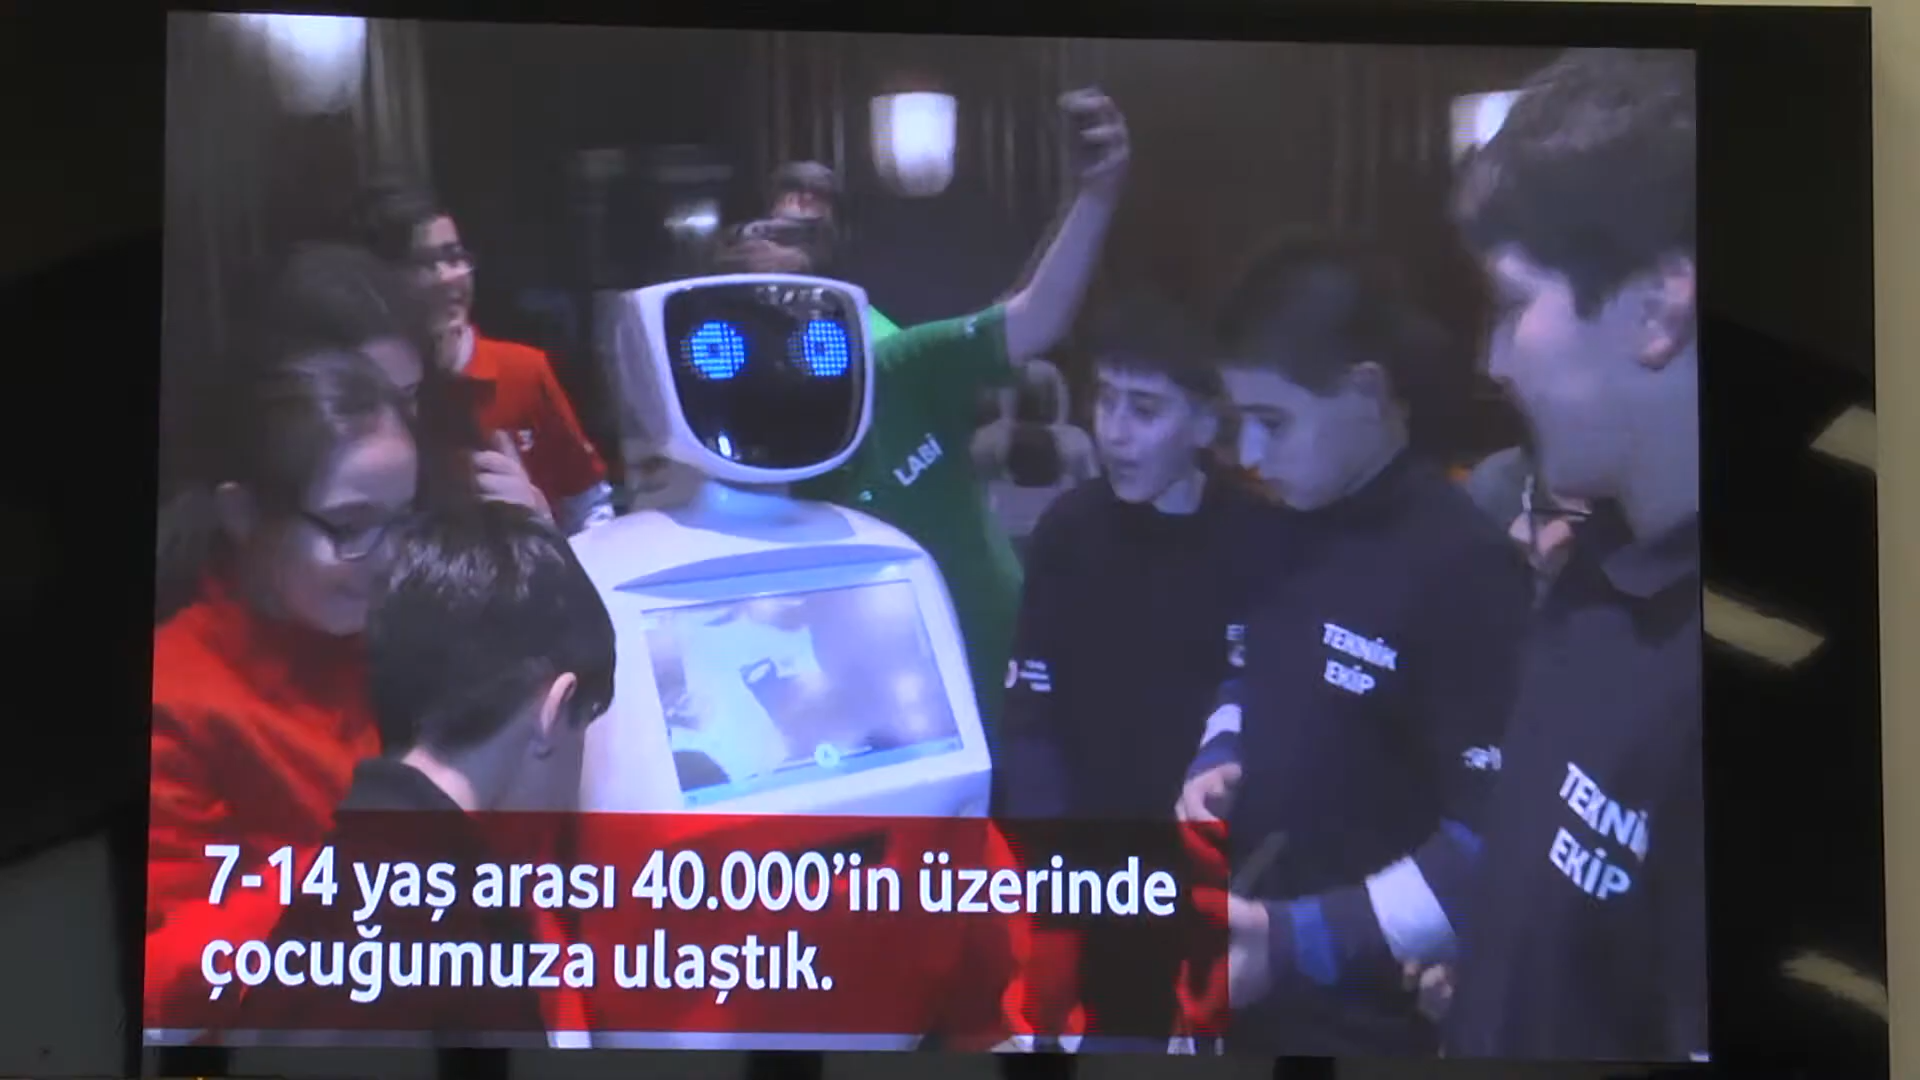 LABİ
TEKNİK
EKİP
TEKNİ
EKİP
7-14 yaş arası 40.000'in üzerinde
çocuğumuza ulaştık.